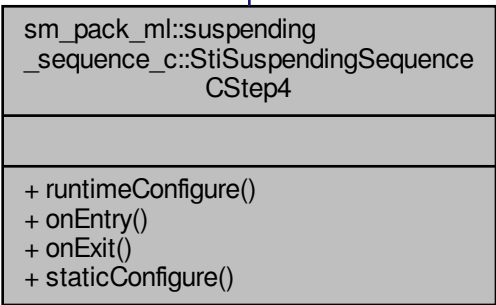 sm_pack_ml::suspending
_sequence_c::StiSuspendingSequence
CStep4
+ runtimeConfigure()
+ onEntry()
+ onExit()
+ staticConfigure()